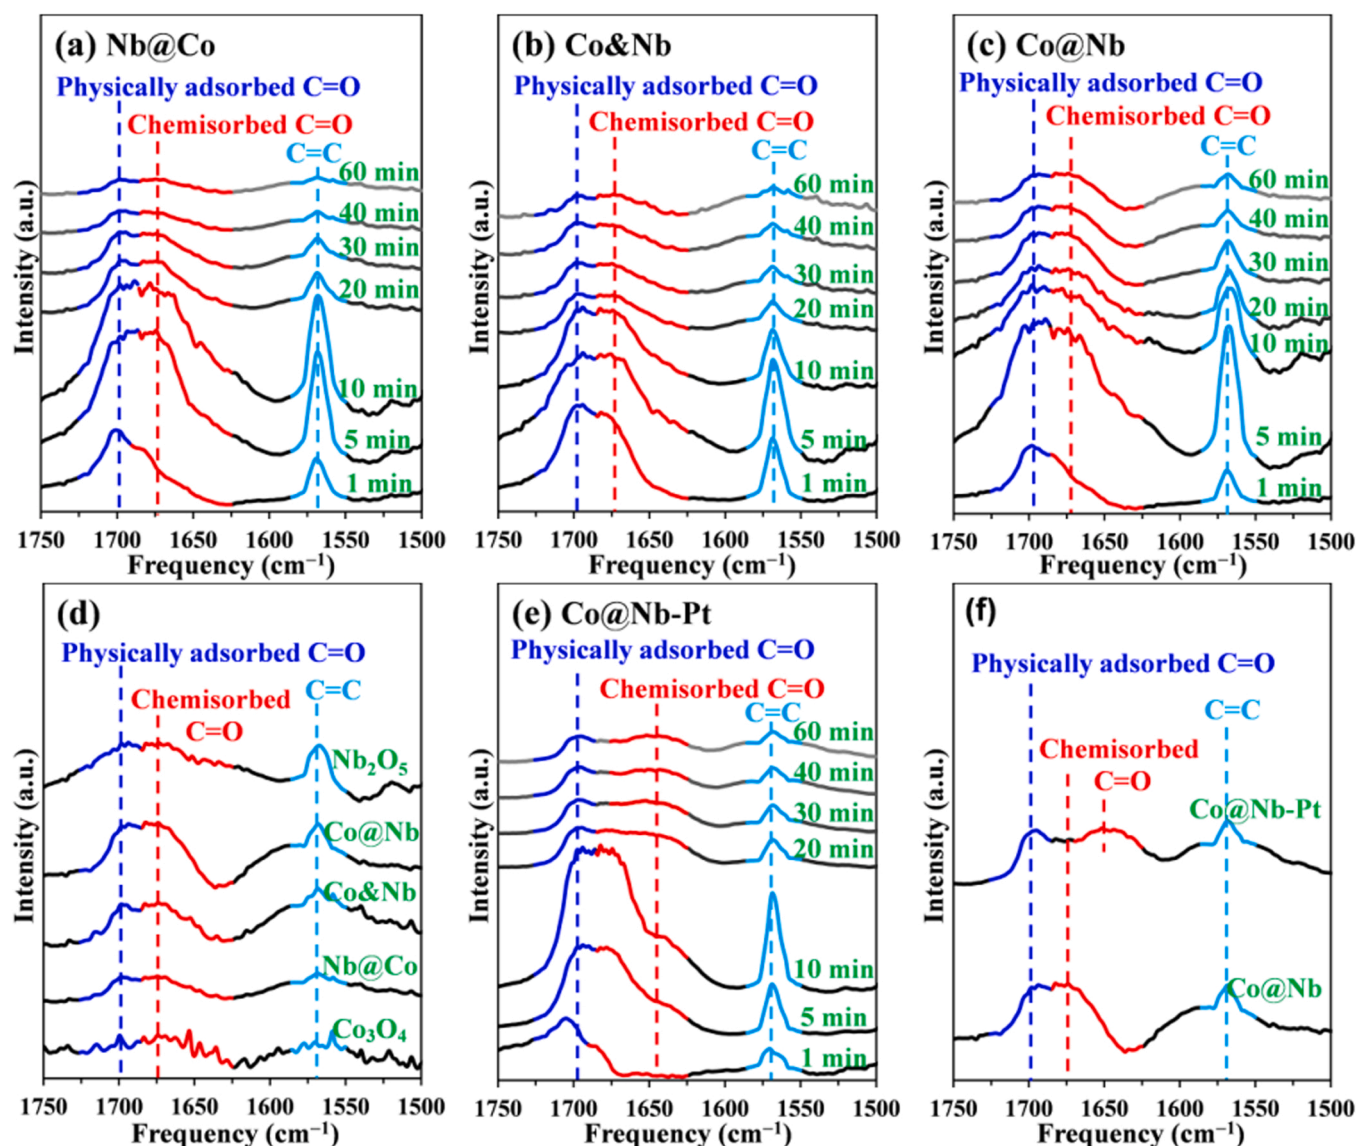 (a) Nb@Co
Physically adsorbed C=O
Chemisorbed C=O
C=C
60 min
40 min
30 min
20 min
10 min
5 min
1 min
Intensity (a.u.)
1750 1700 1650 1600 1550 1500
Frequency (cm⁻¹)
(b) Co&Nb
Physically adsorbed C=O
Chemisorbed C=O
C=C
60 min
40 min
30 min
20 min
10 min
5 min
1 min
Intensity (a.u.)
1750 1700 1650 1600 1550 1500
Frequency (cm⁻¹)
(c) Co@Nb
Physically adsorbed C=O
Chemisorbed C=O
C=C
60 min
40 min
30 min
20 min
10 min
5 min
1 min
Intensity (a.u.)
1750 1700 1650 1600 1550 1500
Frequency (cm⁻¹)
(d)
Physically adsorbed C=O
Chemisorbed
C=O
C=C
Nb₂O₅
Co@Nb
Co&Nb
Nb@Co
Co₃O₄
Intensity (a.u.)
1750 1700 1650 1600 1550 1500
Frequency (cm⁻¹)
(e) Co@Nb-Pt
Physically adsorbed C=O
Chemisorbed C=O
C=C
60 min
40 min
30 min
20 min
10 min
5 min
1 min
Intensity (a.u.)
1750 1700 1650 1600 1550 1500
Frequency (cm⁻¹)
(f)
Physically adsorbed C=O
C=C
Chemisorbed
C=O
Co@Nb-Pt
Co@Nb
Intensity (a.u.)
1750 1700 1650 1600 1550 1500
Frequency (cm⁻¹)